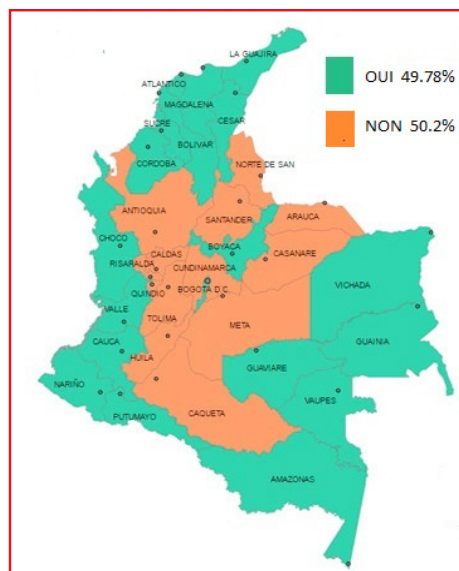 LA GUAJIRA
ATLANTICO
MAGDALENA
CESAR
SUCRE
BOLIVAR
CORDOBA
NORTE DE SAN
ANTIOQUIA
SANTANDER
ARAUCA
CHOCO
BOYACA
CALDAS
CASANARE
RISARALDA
CUNDINAMARCA
QUINDIO
BOGOTA D.C.
VICHADA
VALLE
TOLIMA
META
GUAINIA
CAUCA
HUILA
GUAVIARE
NARIÑO
VAUPES
PUTUMAYO
CAQUETA
AMAZONAS
OUI 49.78%
NON 50.2%